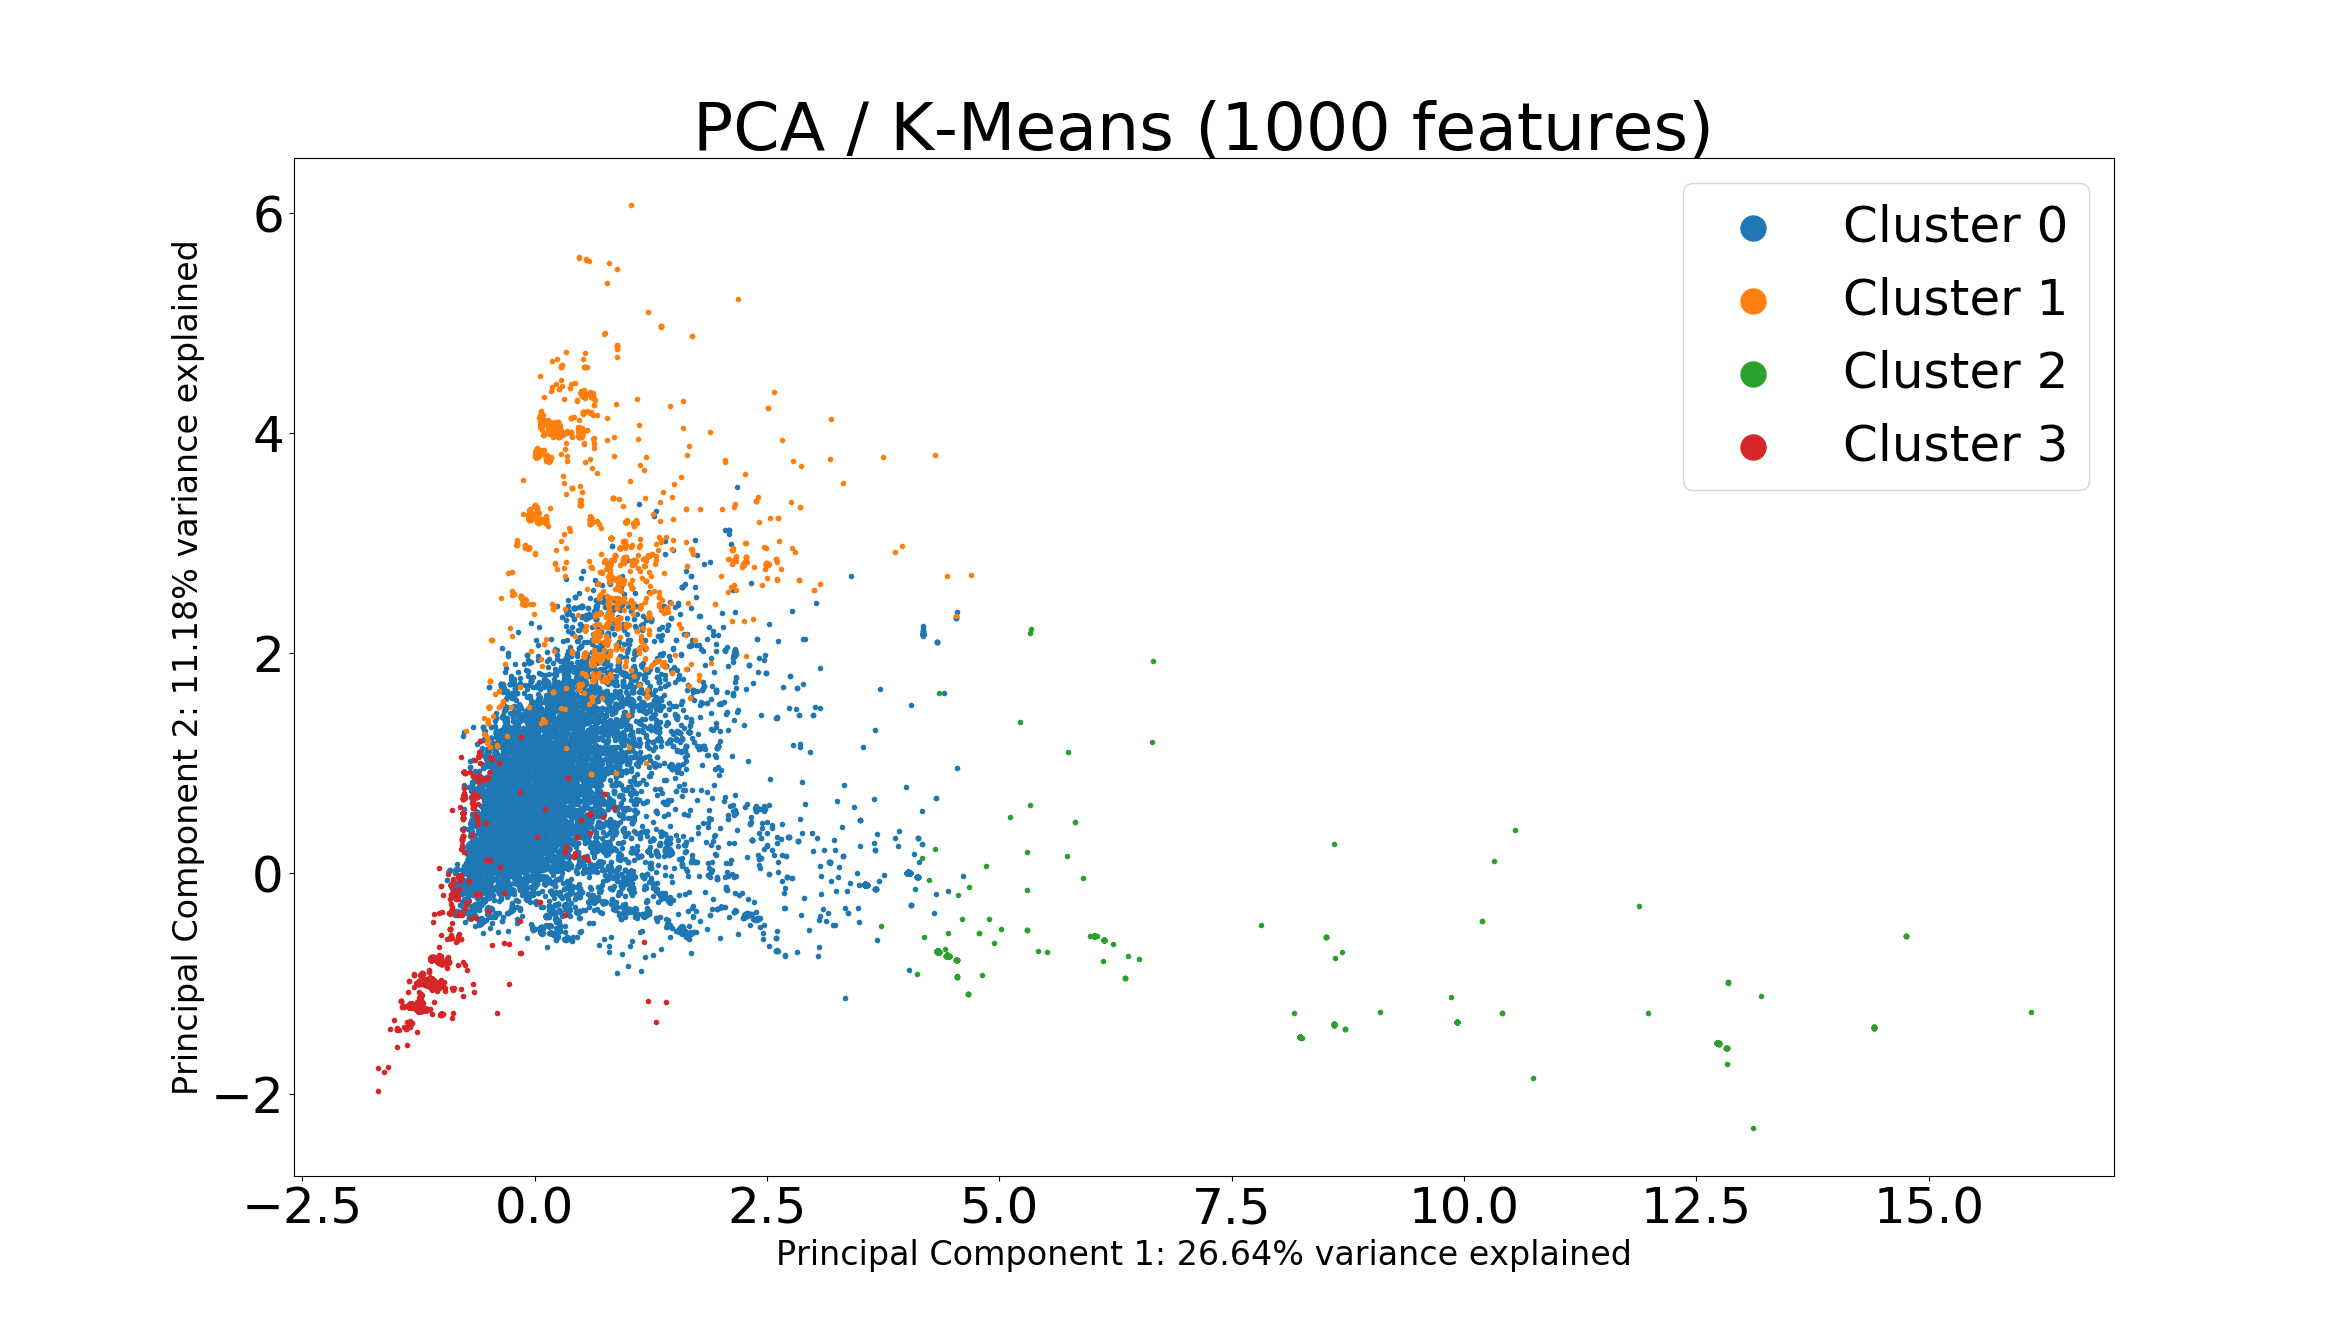 PCA / K-Means (1000 features)
Cluster 0
Cluster 1
Cluster 2
Cluster 3
Principal Component 2: 11.18% variance explained
6
4
2
0
−2
−2.5 0.0 2.5 5.0 7.5 10.0 12.5 15.0
Principal Component 1: 26.64% variance explained